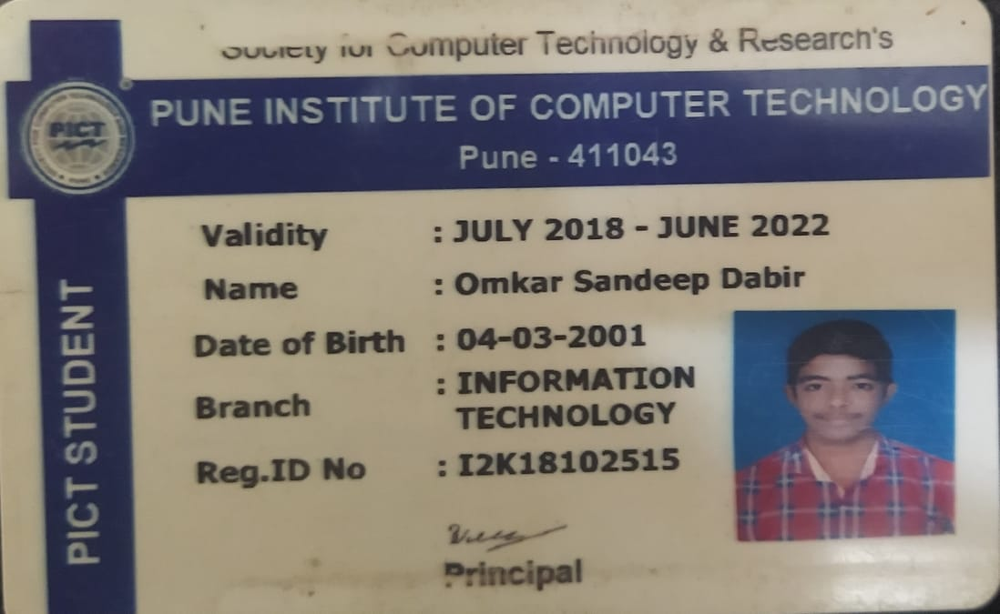 Society for Computer Technology & Research's
PUNE INSTITUTE OF COMPUTER TECHNOLOGY
Pune - 411043
PICT
PICT STUDENT
Validity : JULY 2018 - JUNE 2022
Name : Omkar Sandeep Dabir
Date of Birth : 04-03-2001
Branch : INFORMATION
TECHNOLOGY
Reg.ID No : I2K18102515
Principal